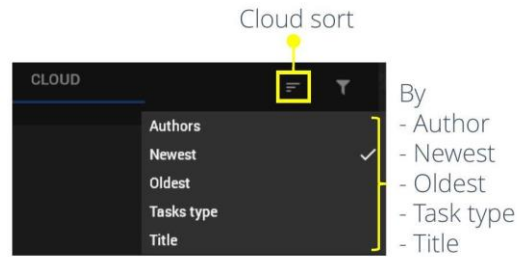 Cloud sort
CLOUD
Authors
Newest
Oldest
Tasks type
Title
By
- Author
- Newest
- Oldest
- Task type
- Title